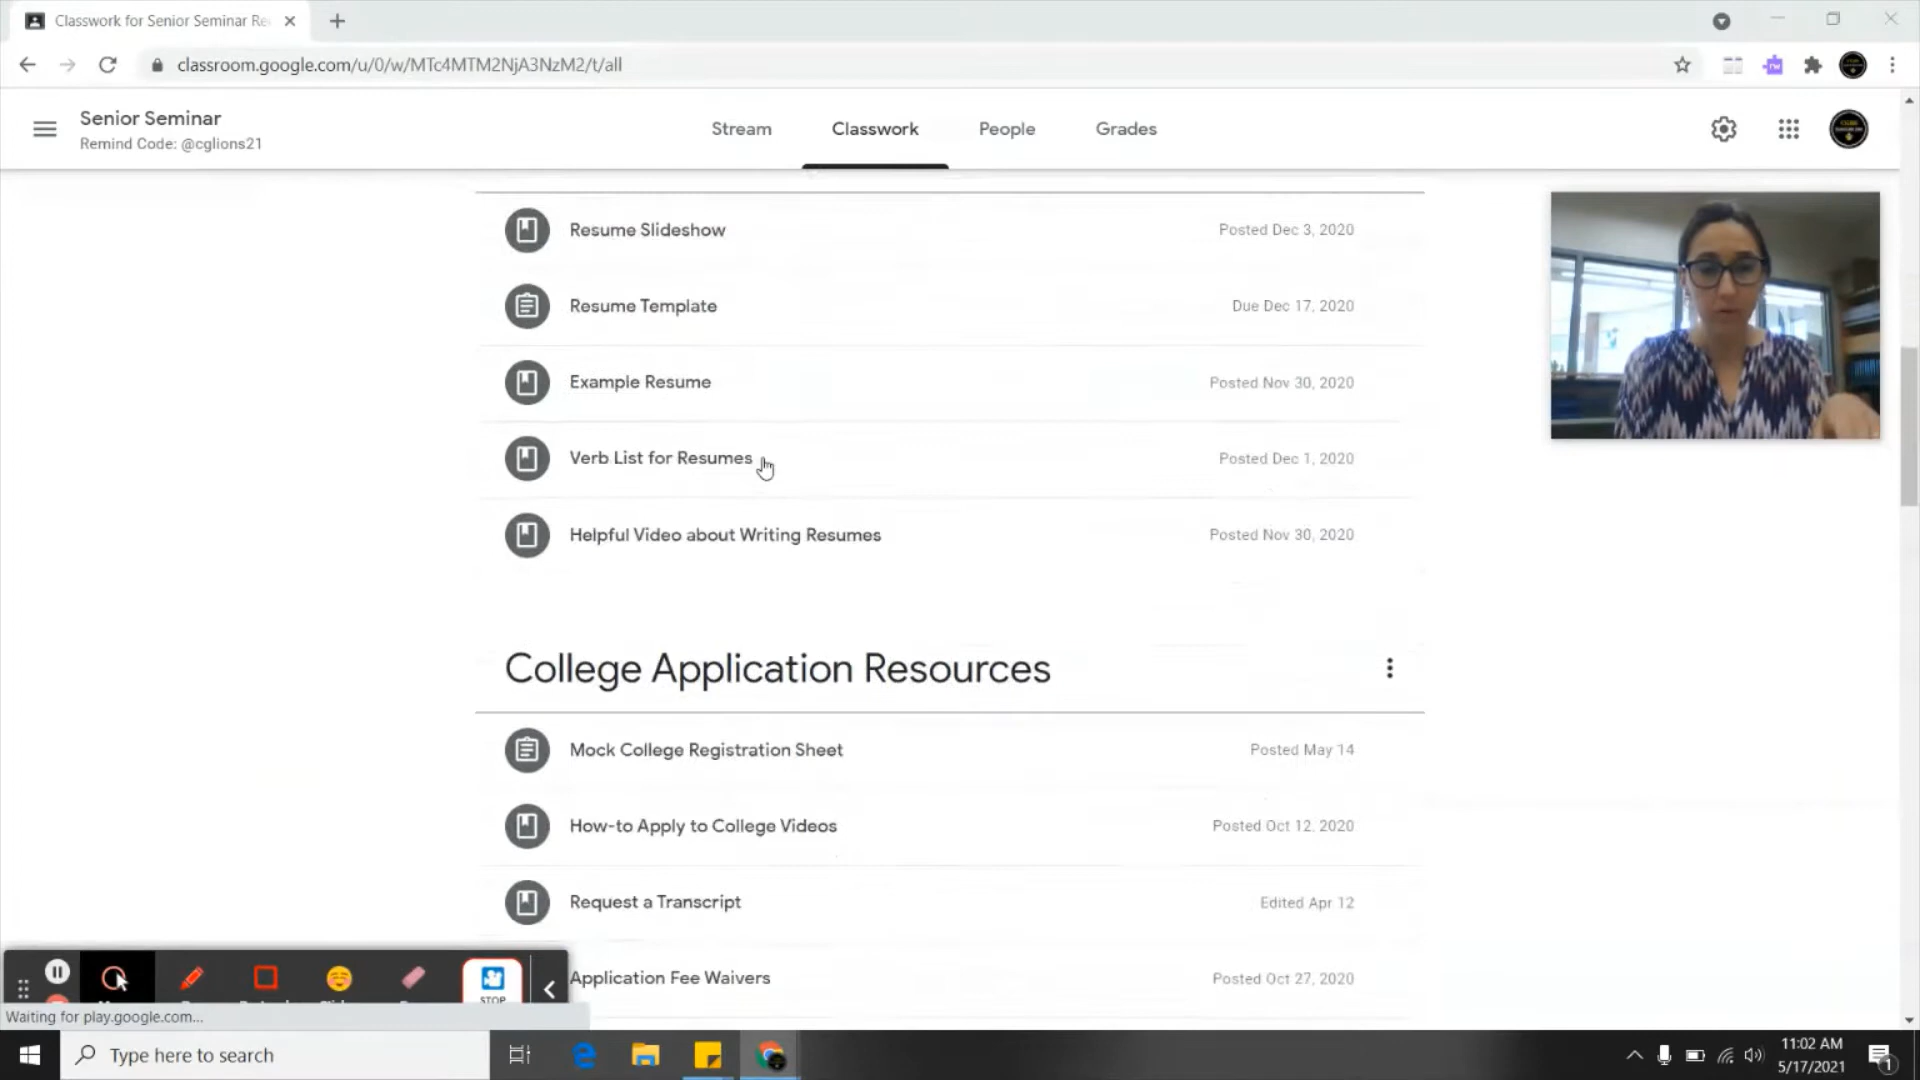 Classwork for Senior Seminar Re
classroom.google.com/u/0/w/MTc4MTM2NjA3NzM2/t/all
Senior Seminar
Remind Code: @cglions21
Stream
Classwork
People
Grades
Resume Slideshow
Posted Dec 3, 2020
Resume Template
Due Dec 17, 2020
Example Resume
Posted Nov 30, 2020
Verb List for Resumes
Posted Dec 1, 2020
Helpful Video about Writing Resumes
Posted Nov 30, 2020
College Application Resources
Mock College Registration Sheet
Posted May 14
How-to Apply to College Videos
Posted Oct 12, 2020
Request a Transcript
Edited Apr 12
Application Fee Waivers
Posted Oct 27, 2020
STOP
Waiting for play.google.com...
Type here to search
11:02 AM
5/17/2021
1